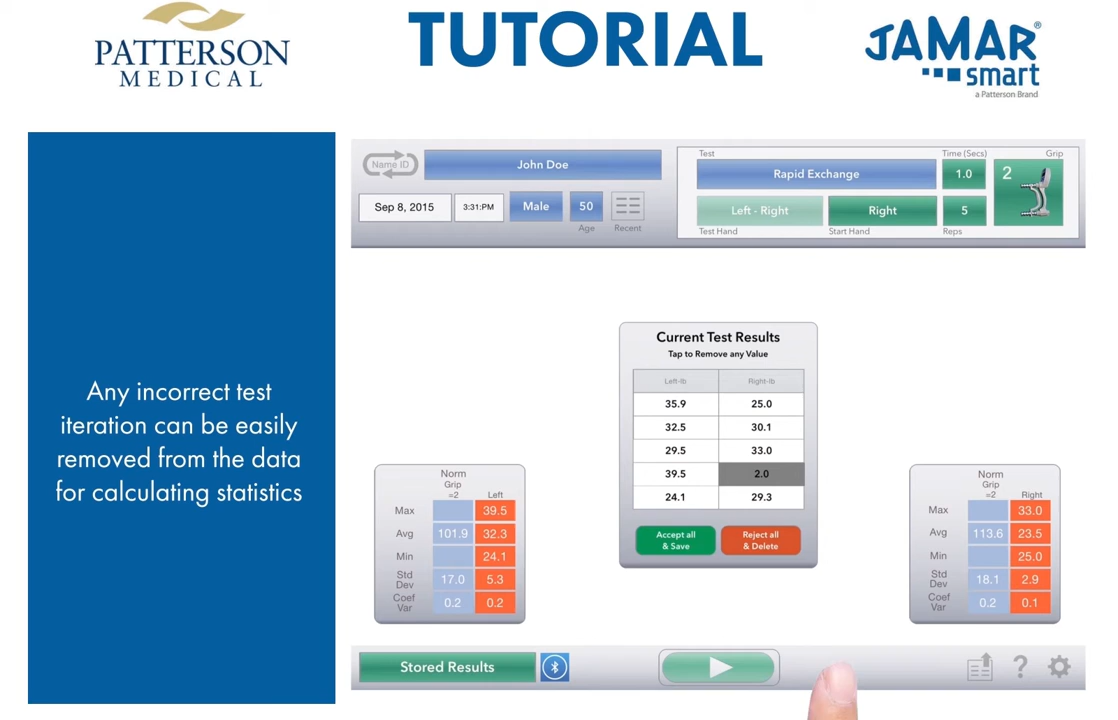 PATTERSON
MEDICAL
TUTORIAL
JAMAR®
smart
a Patterson Brand
Any incorrect test
iteration can be easily
removed from the data
for calculating statistics
Name ID
John Doe
Sep 8, 2015
3:31:PM
Male
50
Age
Recent
Test
Time (Secs)
Grip
Rapid Exchange
1.0
2
Left - Right
Right
5
Test Hand
Start Hand
Reps
Current Test Results
Tap to Remove any Value
Left-lb Right-lb
35.9 25.0
32.5 30.1
29.5 33.0
39.5 2.0
24.1 29.3
Accept all
& Save
Reject all
& Delete
Norm
Grip
=2 Left
Max 39.5
Avg 101.9 32.3
Min 24.1
Std
Dev 17.0 5.3
Coef
Var 0.2 0.2
Norm
Grip
=2 Right
Max 33.0
Avg 113.6 23.5
Min 25.0
Std
Dev 18.1 2.9
Coef
Var 0.2 0.1
Stored Results
?